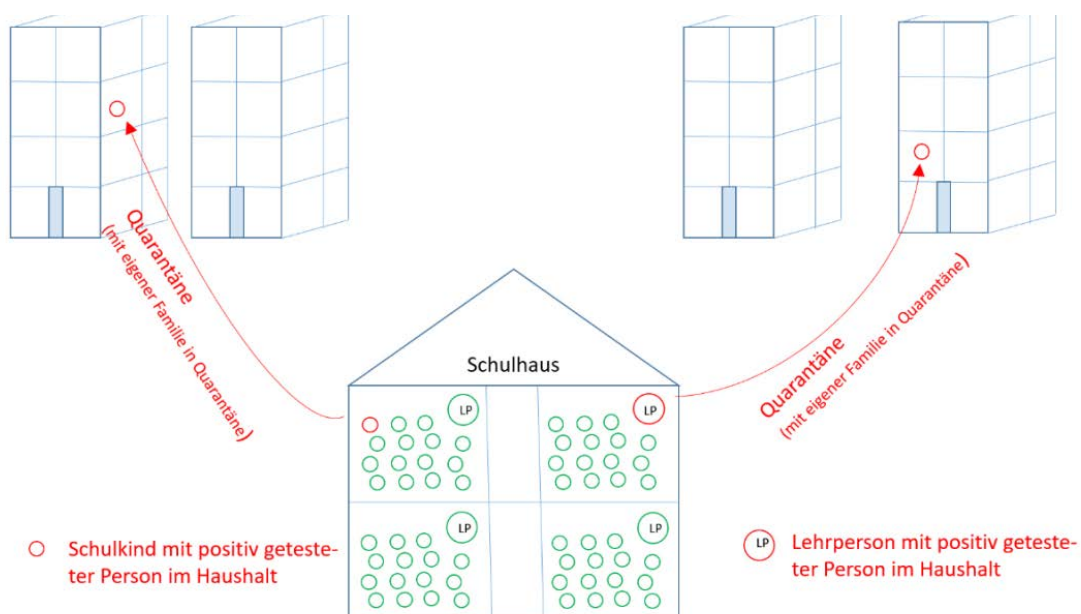 Quarantäne
(mit eigener Familie in Quarantäne)
Quarantäne
(mit eigener Familie in Quarantäne)
Schulhaus
LP
LP
LP
LP
Schulkind mit positiv geteste-
ter Person im Haushalt
LP
Lehrperson mit positiv geteste-
ter Person im Haushalt